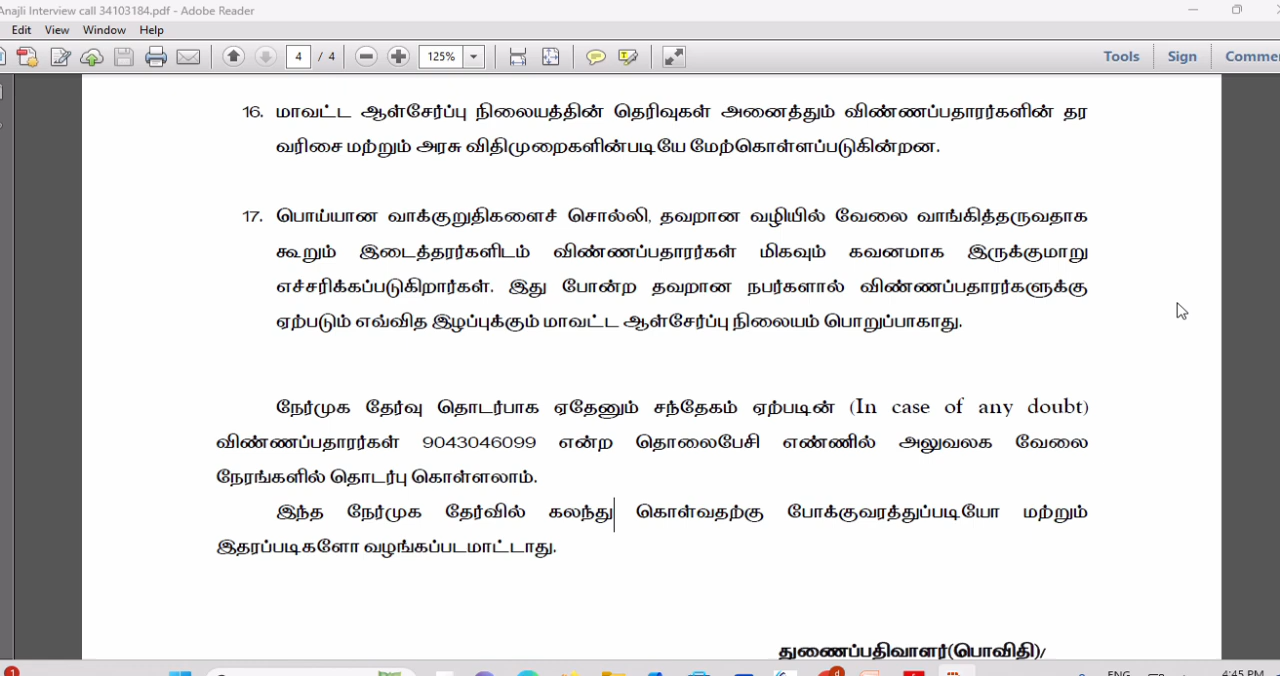 Anajli Interview call 34103184.pdf - Adobe Reader
Edit View Window Help
4 / 4 125% Tools Sign
16. மாவட்ட ஆள்சேர்ப்பு நிலையத்தின் தெரிவுகள் அனைத்தும் விண்ணப்பதாரர்களின் தர
வரிசை மற்றும் அரசு விதிமுறைகளின்படியே மேற்கொள்ளப்படுகின்றன.
17. பொய்யான வாக்குறுதிகளைச் சொல்லி, தவறான வழியில் வேலை வாங்கித்தருவதாக
கூறும் இடைத்தரர்களிடம் விண்ணப்பதாரர்கள் மிகவும் கவனமாக இருக்குமாறு
எச்சரிக்கப்படுகிறார்கள். இது போன்ற தவறான நபர்களால் விண்ணப்பதாரர்களுக்கு
ஏற்படும் எவ்வித இழப்புக்கும் மாவட்ட ஆள்சேர்ப்பு நிலையம் பொறுப்பாகாது.
நேர்முக தேர்வு தொடர்பாக ஏதேனும் சந்தேகம் ஏற்படின் (In case of any doubt)
விண்ணப்பதாரர்கள் 9043046099 என்ற தொலைபேசி எண்ணில் அலுவலக வேலை
நேரங்களில் தொடர்பு கொள்ளலாம்.
இந்த நேர்முக தேர்வில் கலந்து கொள்வதற்கு போக்குவரத்துப்படியோ மற்றும்
இதரப்படிகளோ வழங்கப்படமாட்டாது.
துணைப்பதிவாளர்(பொவிதி)/
ENG 4:45 PM